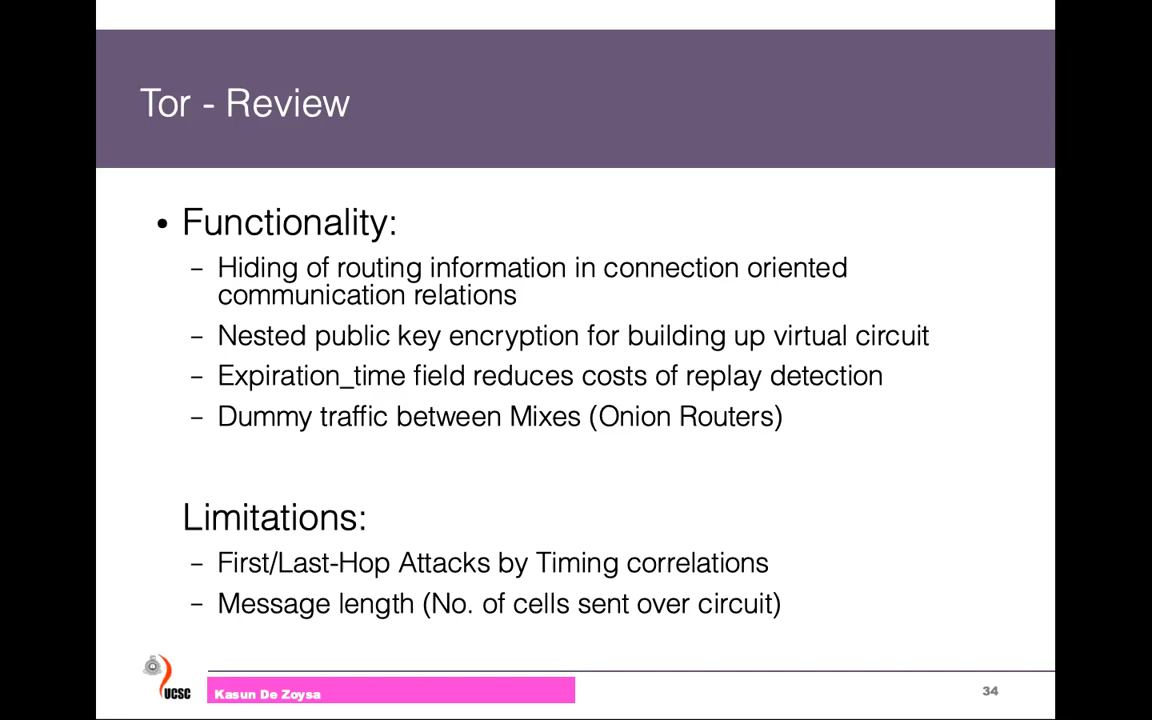 Tor - Review
• Functionality:
– Hiding of routing information in connection oriented
communication relations
– Nested public key encryption for building up virtual circuit
– Expiration_time field reduces costs of replay detection
– Dummy traffic between Mixes (Onion Routers)
Limitations:
– First/Last-Hop Attacks by Timing correlations
– Message length (No. of cells sent over circuit)
UCSC
Kasun De Zoysa
34